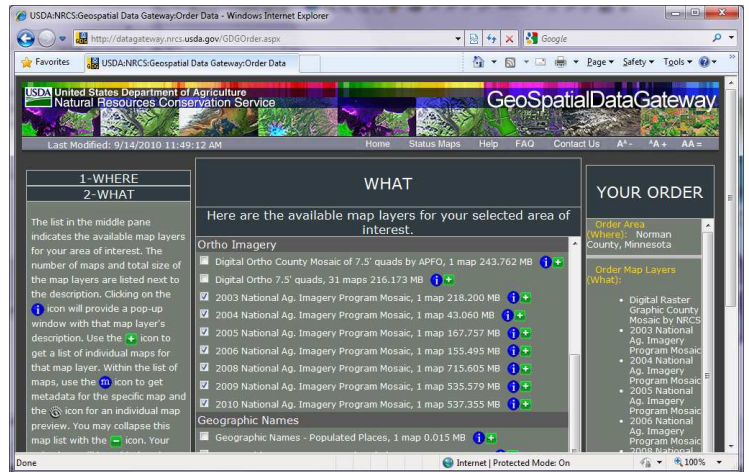 USDA:NRCS:Geospatial Data Gateway:Order Data - Windows Internet Explorer
http://datagateway.nrcs.usda.gov/GDGOrder.aspx
Google
Favorites
USDA:NRCS:Geospatial Data Gateway:Order Data
Page
Safety
Tools
USDA United States Department of Agriculture
Natural Resources Conservation Service
GeoSpatialDataGateway
Last Modified: 9/14/2010 11:49:12 AM
Home Status Maps Help FAQ Contact Us A^- ^A+ AA=
1-WHERE
2-WHAT
The list in the middle pane
indicates the available map layers
for your area of interest. The
number of maps and total size of
the map layers are listed next to
the description. Clicking on the
i icon will provide a pop-up
window with that map layer's
description. Use the + icon to
get a list of individual maps for
that map layer. Within the list of
maps, use the m icon to get
metadata for the specific map and
the icon for an individual map
preview. You may collapse this
map list with the - icon. Your
WHAT
Here are the available map layers for your selected area of
interest.
Ortho Imagery
Digital Ortho County Mosaic of 7.5' quads by APFO, 1 map 243.762 MB i +
Digital Ortho 7.5' quads, 31 maps 216.173 MB i +
2003 National Ag. Imagery Program Mosaic, 1 map 218.200 MB i +
2004 National Ag. Imagery Program Mosaic, 1 map 43.060 MB i +
2005 National Ag. Imagery Program Mosaic, 1 map 167.757 MB i +
2006 National Ag. Imagery Program Mosaic, 1 map 155.495 MB i +
2008 National Ag. Imagery Program Mosaic, 1 map 715.605 MB i +
2009 National Ag. Imagery Program Mosaic, 1 map 535.579 MB i +
2010 National Ag. Imagery Program Mosaic, 1 map 537.355 MB i +
Geographic Names
Geographic Names - Populated Places, 1 map 0.015 MB i +
YOUR ORDER
Order Area
(Where): Norman
County, Minnesota
Order Map Layers
(What):
• Digital Raster
Graphic County
Mosaic by NRCS
• 2003 National
Ag. Imagery
Program Mosaic
• 2004 National
Ag. Imagery
Program Mosaic
• 2005 National
Ag. Imagery
Program Mosaic
• 2006 National
Ag. Imagery
Program Mosaic
• 2008 National
Done
Internet | Protected Mode: On
100%